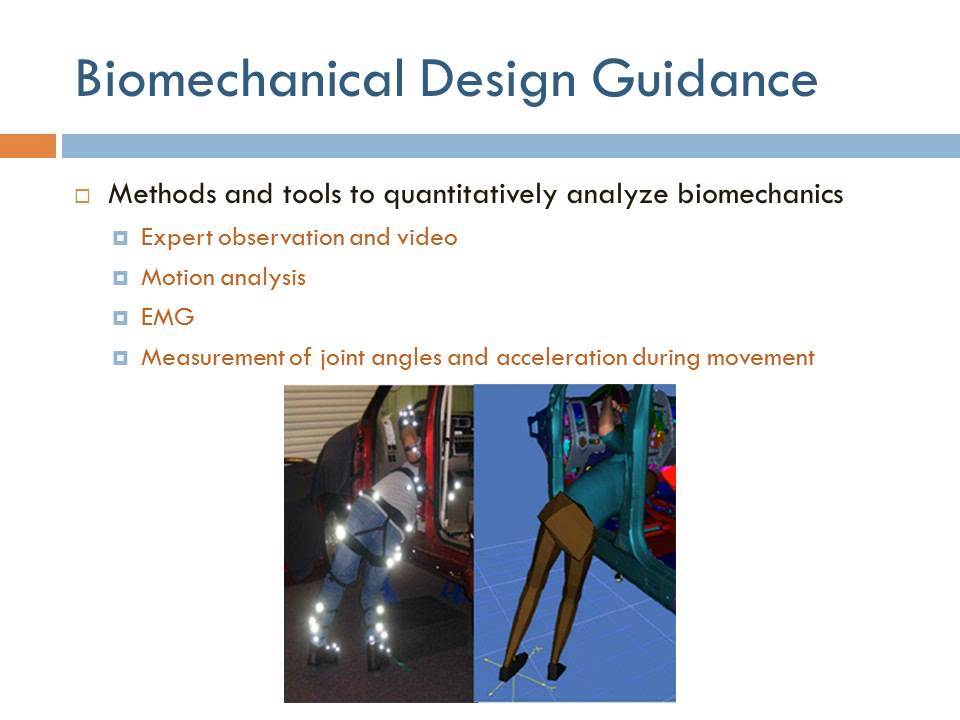 Biomechanical Design Guidance
Methods and tools to quantitatively analyze biomechanics
Expert observation and video
Motion analysis
EMG
Measurement of joint angles and acceleration during movement